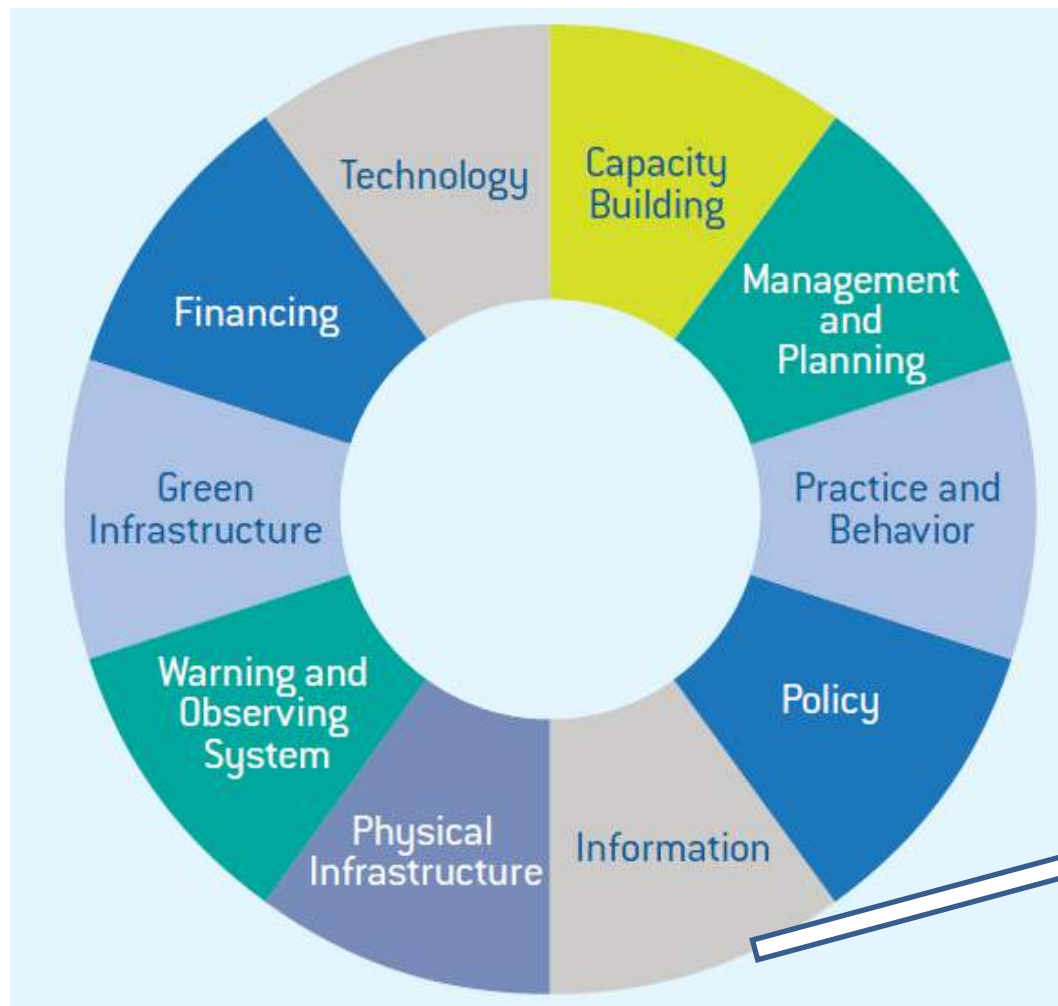 Technology
Capacity
Building
Management
and
Planning
Practice and
Behavior
Policy
Information
Physical
Infrastructure
Warning and
Observing
System
Green
Infrastructure
Financing